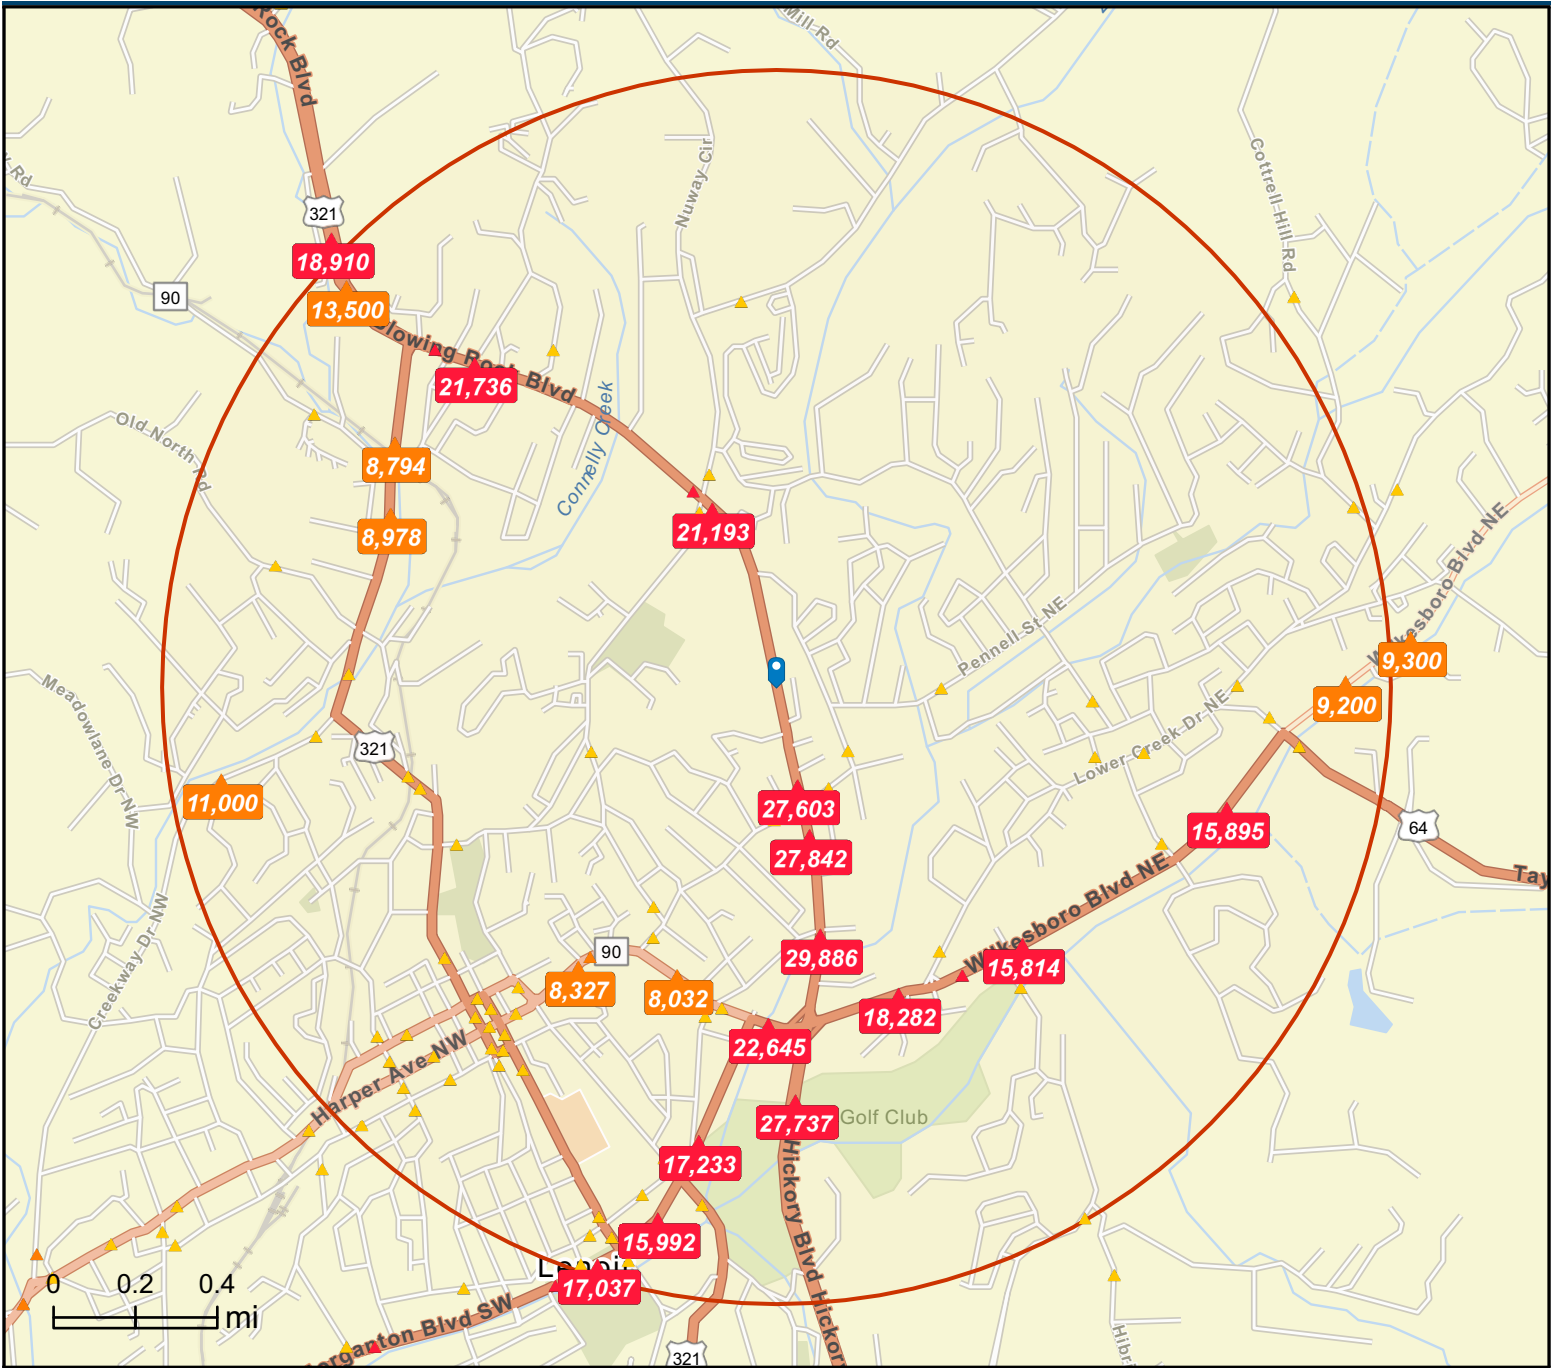 Rock Blvd
Mill Rd
Rd
Nuway Cir
Cottrell Hill Rd
321
18,910
90
13,500
Blowing Rock Blvd
21,736
Connelly Creek
Old North Rd
8,794
8,978
21,193
Wilkesboro Blvd NE
Pennell St NE
9,300
Meadowlane Dr NW
9,200
Lower Creek Dr NE
321
11,000
27,603
15,895
64
27,842
Tay
Wilkesboro Blvd NE
Creekway Dr NW
90
29,886
15,814
8,327
8,032
18,282
22,645
Harper Ave NW
27,737
Golf Club
17,233
Hickory Blvd Hickory
15,992
Lenoir
17,037
0 0.2 0.4
mi
Morganton Blvd SW
321
Hibr